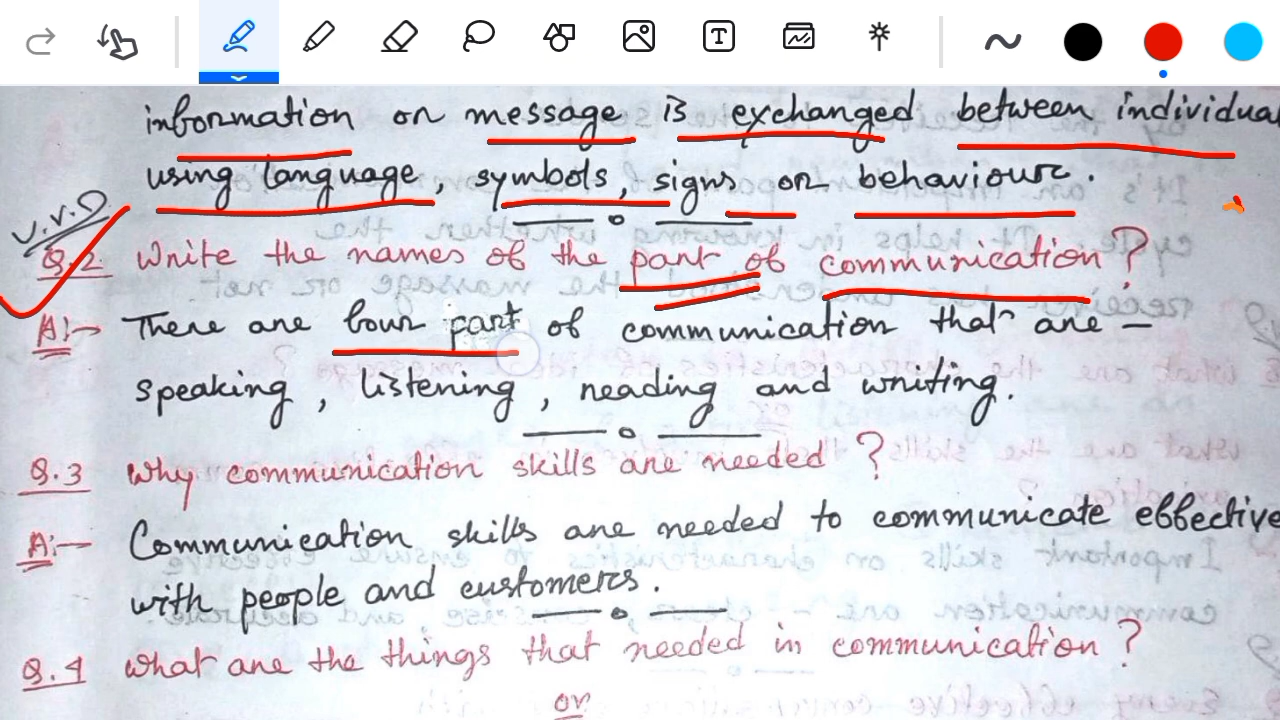 information or message is exchanged between individual
using language, symbols, signs or behaviour.
V.V.I
Q.2 Write the names of the part of communication?
A:→ There are four part of communication that are –
speaking, listening, reading and writing.
Q.3 Why communication skills are needed?
A:— Communication skills are needed to communicate effective
with people and customers.
Q.4 What are the things that needed in communication?
or